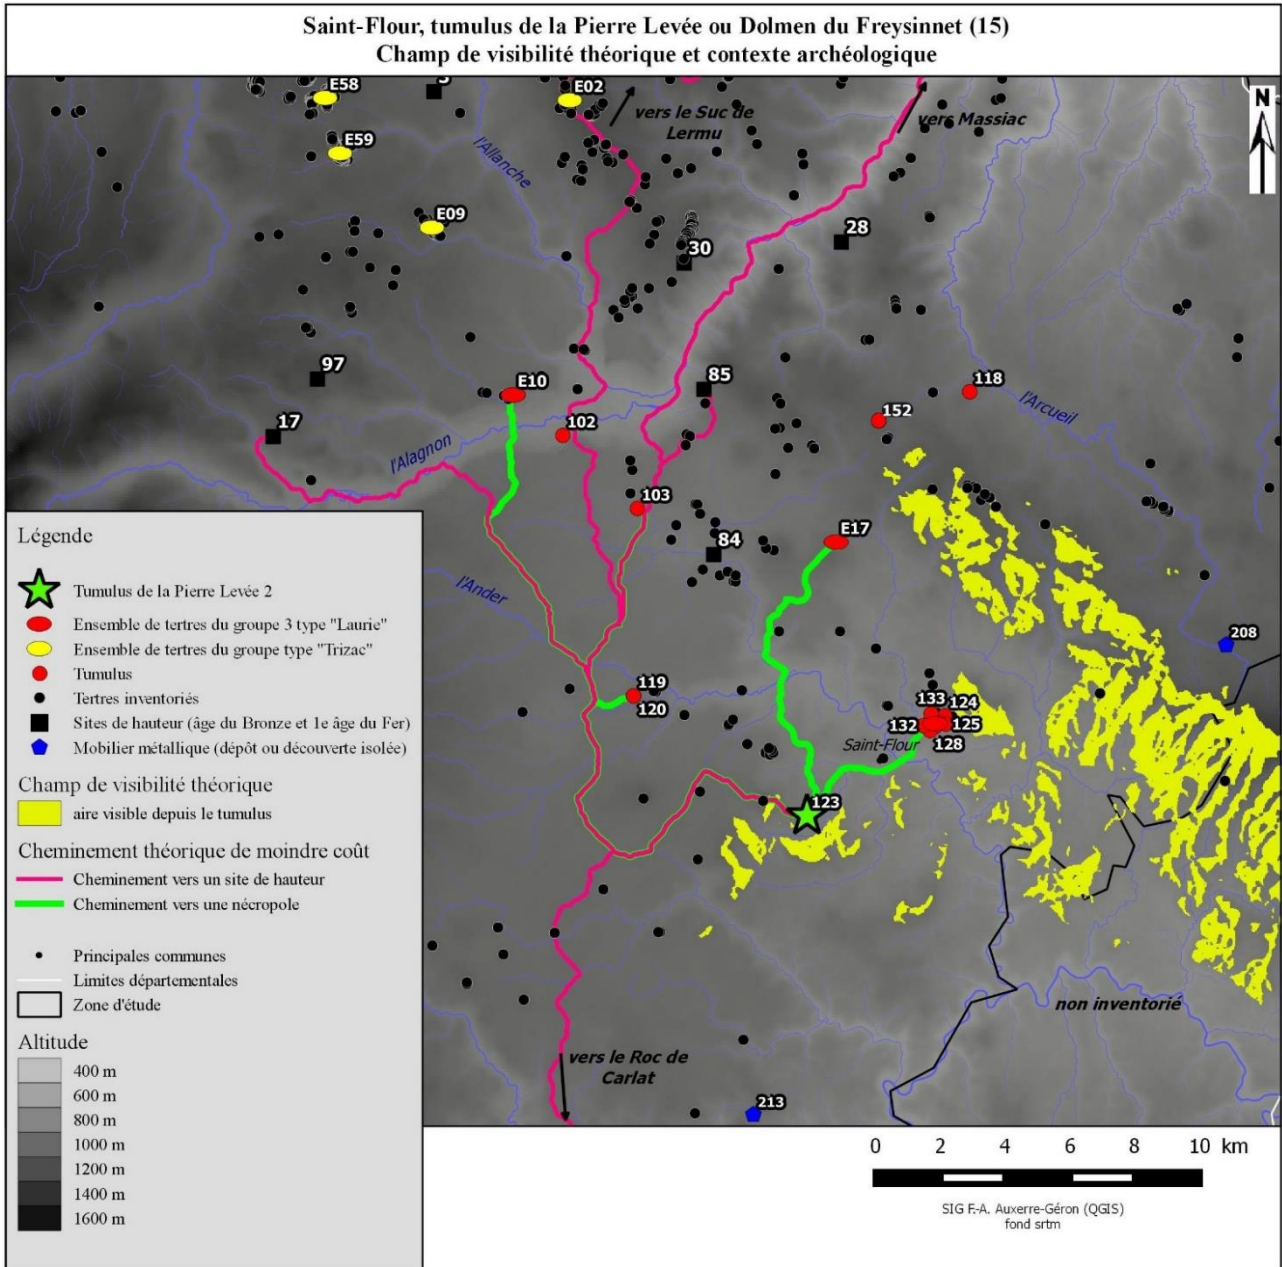 Saint-Flour, tumulus de la Pierre Levée ou Dolmen du Freysinnet (15)
Champ de visibilité théorique et contexte archéologique
E58
E02
vers le Suc de
Lermu
vers Massiac
N
E59
l'Allanche
E09
30
28
97
E10
85
118
17
102
152
l'Arcueil
l'Alagnon
103
E17
84
l'Ander
208
119
120
133
124
132
125
128
Saint-Flour
123
non inventorié
vers le Roc de
Carlat
213
Légende
Tumulus de la Pierre Levée 2
Ensemble de tertres du groupe 3 type "Laurie"
Ensemble de tertres du groupe type "Trizac"
Tumulus
Tertres inventoriés
Sites de hauteur (âge du Bronze et 1e âge du Fer)
Mobilier métallique (dépôt ou découverte isolée)
Champ de visibilité théorique
aire visible depuis le tumulus
Cheminement théorique de moindre coût
Cheminement vers un site de hauteur
Cheminement vers une nécropole
Principales communes
Limites départementales
Zone d'étude
Altitude
400 m
600 m
800 m
1000 m
1200 m
1400 m
1600 m
0 2 4 6 8 10 km
SIG F.-A. Auxerre-Géron (QGIS)
fond srtm